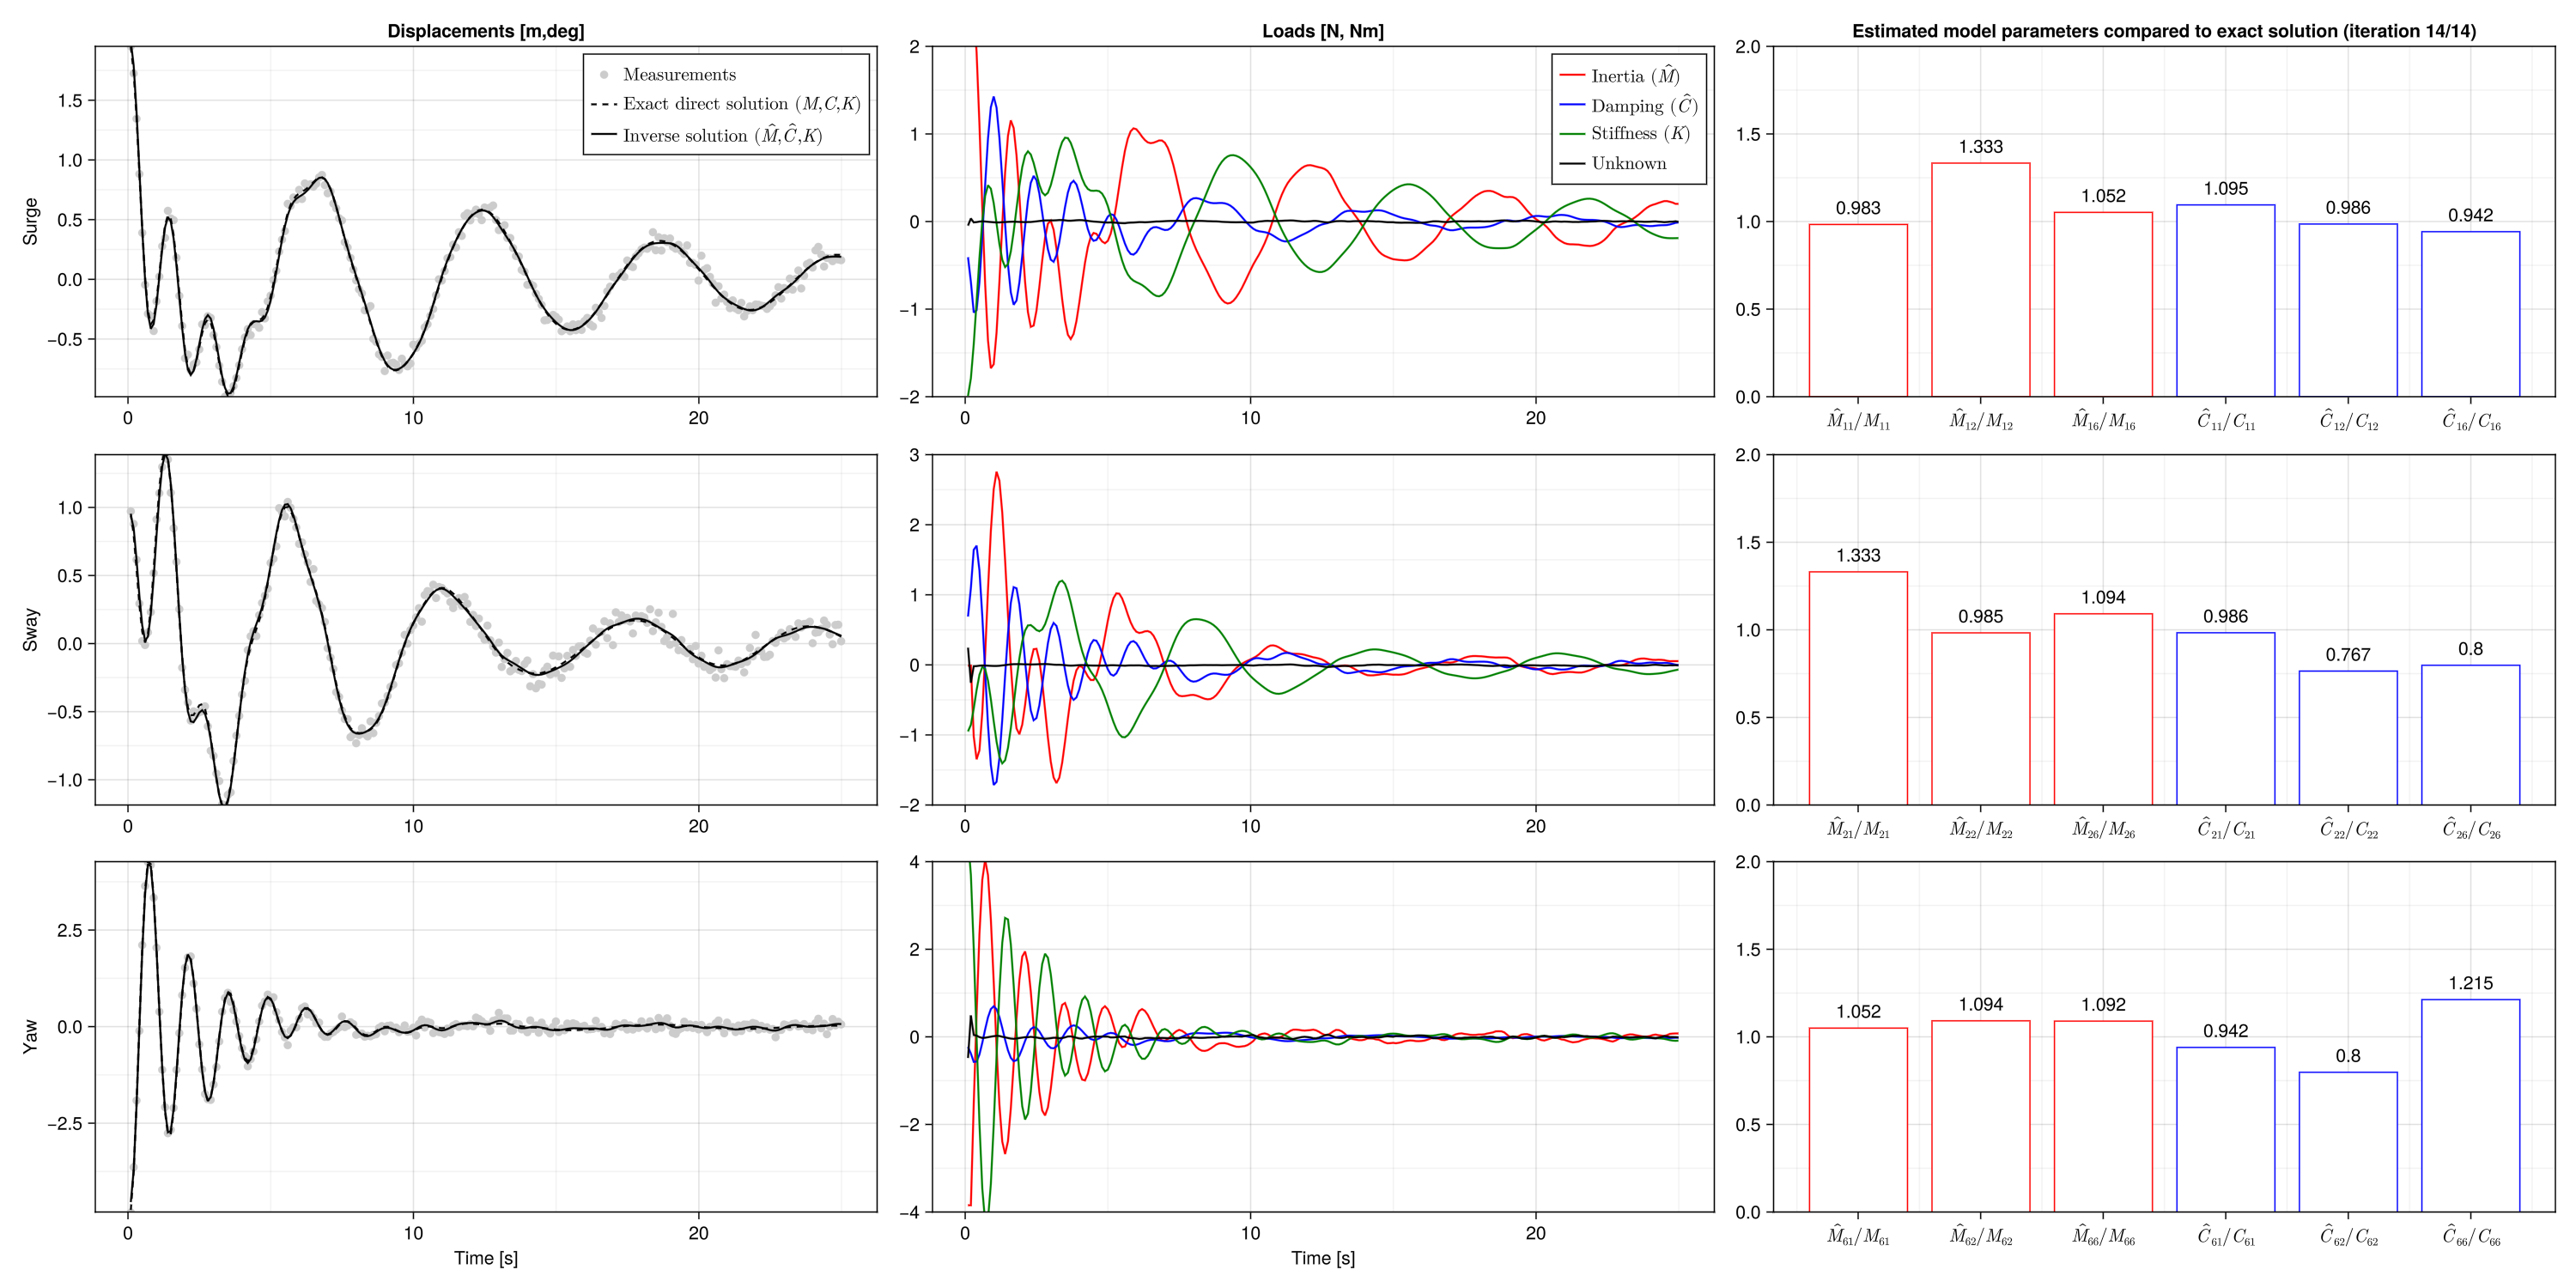 Displacements [m,deg]
Measurements
Exact direct solution (M,C,K)
Inverse solution (M̂,Ĉ,K)
Surge
1.5
1.0
0.5
0.0
−0.5
0 10 20
Loads [N, Nm]
Inertia (M̂)
Damping (Ĉ)
Stiffness (K)
Unknown
2
1
0
−1
−2
0 10 20
Estimated model parameters compared to exact solution (iteration 14/14)
2.0
1.5
1.0
0.5
0.0
0.983 1.333 1.052 1.095 0.986 0.942
M̂₁₁/M₁₁ M̂₁₂/M₁₂ M̂₁₆/M₁₆ Ĉ₁₁/C₁₁ Ĉ₁₂/C₁₂ Ĉ₁₆/C₁₆
Sway
1.0
0.5
0.0
−0.5
−1.0
0 10 20
3
2
1
0
−1
−2
0 10 20
2.0
1.5
1.0
0.5
0.0
1.333 0.985 1.094 0.986 0.767 0.8
M̂₂₁/M₂₁ M̂₂₂/M₂₂ M̂₂₆/M₂₆ Ĉ₂₁/C₂₁ Ĉ₂₂/C₂₂ Ĉ₂₆/C₂₆
Yaw
2.5
0.0
−2.5
0 10 20
Time [s]
4
2
0
−2
−4
0 10 20
Time [s]
2.0
1.5
1.0
0.5
0.0
1.052 1.094 1.092 0.942 0.8 1.215
M̂₆₁/M₆₁ M̂₆₂/M₆₂ M̂₆₆/M₆₆ Ĉ₆₁/C₆₁ Ĉ₆₂/C₆₂ Ĉ₆₆/C₆₆